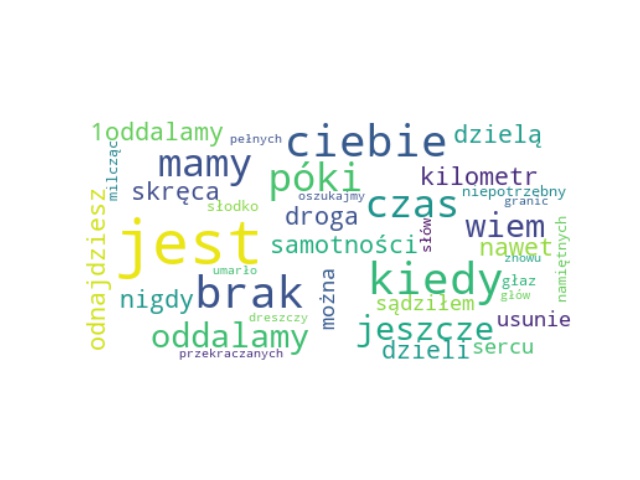 1oddalamy
pełnych
ciebie
dzielą
milcząc
mamy
póki
kilometr
skręca
oszukajmy
niepotrzebny
odnajdziesz
słodko
droga
czas
granic
jest
samotności
słów
wiem
nawet
namiętnych
znowu
umarło
kiedy
głaz
nigdy
brak
można
sądziłem
głów
dreszczy
oddalamy
jeszcze
usunie
przekraczanych
dzieli
sercu